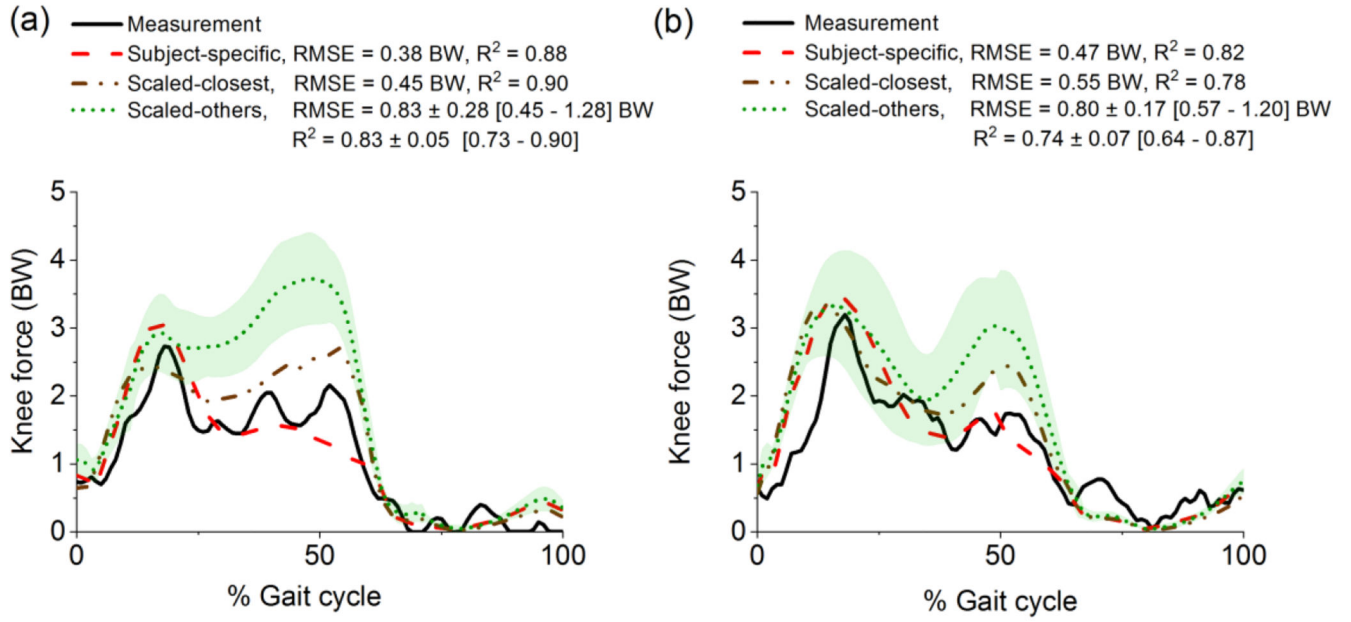 (a)
Measurement
Subject-specific, RMSE = 0.38 BW, R² = 0.88
Scaled-closest, RMSE = 0.45 BW, R² = 0.90
Scaled-others, RMSE = 0.83 ± 0.28 [0.45 - 1.28] BW
R² = 0.83 ± 0.05 [0.73 - 0.90]
5
4
3
2
1
0
Knee force (BW)
0 50 100
% Gait cycle
(b)
Measurement
Subject-specific, RMSE = 0.47 BW, R² = 0.82
Scaled-closest, RMSE = 0.55 BW, R² = 0.78
Scaled-others, RMSE = 0.80 ± 0.17 [0.57 - 1.20] BW
R² = 0.74 ± 0.07 [0.64 - 0.87]
5
4
3
2
1
0
Knee force (BW)
0 50 100
% Gait cycle